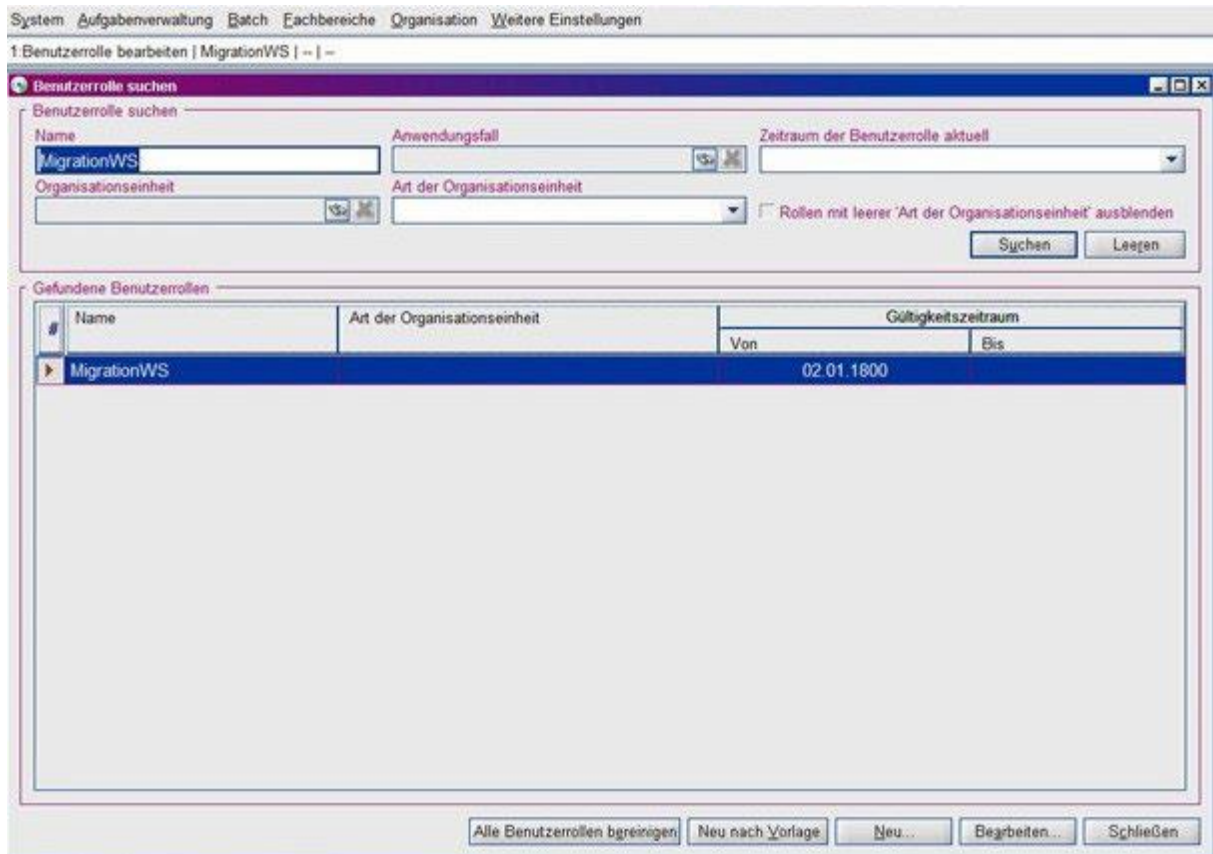 System Aufgabenverwaltung Batch Fachbereiche Organisation Weitere Einstellungen
1:Benutzerrolle bearbeiten | MigrationWS | -- | --
Benutzerrolle suchen
Benutzerrolle suchen
Name Anwendungsfall Zeitraum der Benutzerrolle aktuell
MigrationWS
Organisationseinheit Art der Organisationseinheit
Rollen mit leerer 'Art der Organisationseinheit' ausblenden
Suchen Leeren
Gefundene Benutzerrollen
# Name Art der Organisationseinheit Gültigkeitszeitraum
Von Bis
MigrationWS 02.01.1800
Alle Benutzerrollen bereinigen Neu nach Vorlage Neu... Bearbeiten... Schließen